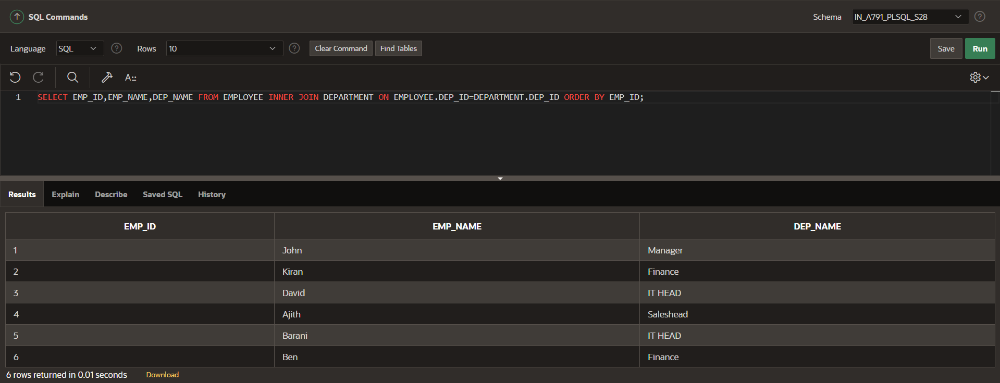 SQL Commands Schema IN_A791_PLSQL_S28
Language SQL Rows 10 Clear Command Find Tables Save Run
A::
1 SELECT EMP_ID,EMP_NAME,DEP_NAME FROM EMPLOYEE INNER JOIN DEPARTMENT ON EMPLOYEE.DEP_ID=DEPARTMENT.DEP_ID ORDER BY EMP_ID;
Results Explain Describe Saved SQL History
EMP_ID EMP_NAME DEP_NAME
1 John Manager
2 Kiran Finance
3 David IT HEAD
4 Ajith Saleshead
5 Barani IT HEAD
6 Ben Finance
6 rows returned in 0.01 seconds Download